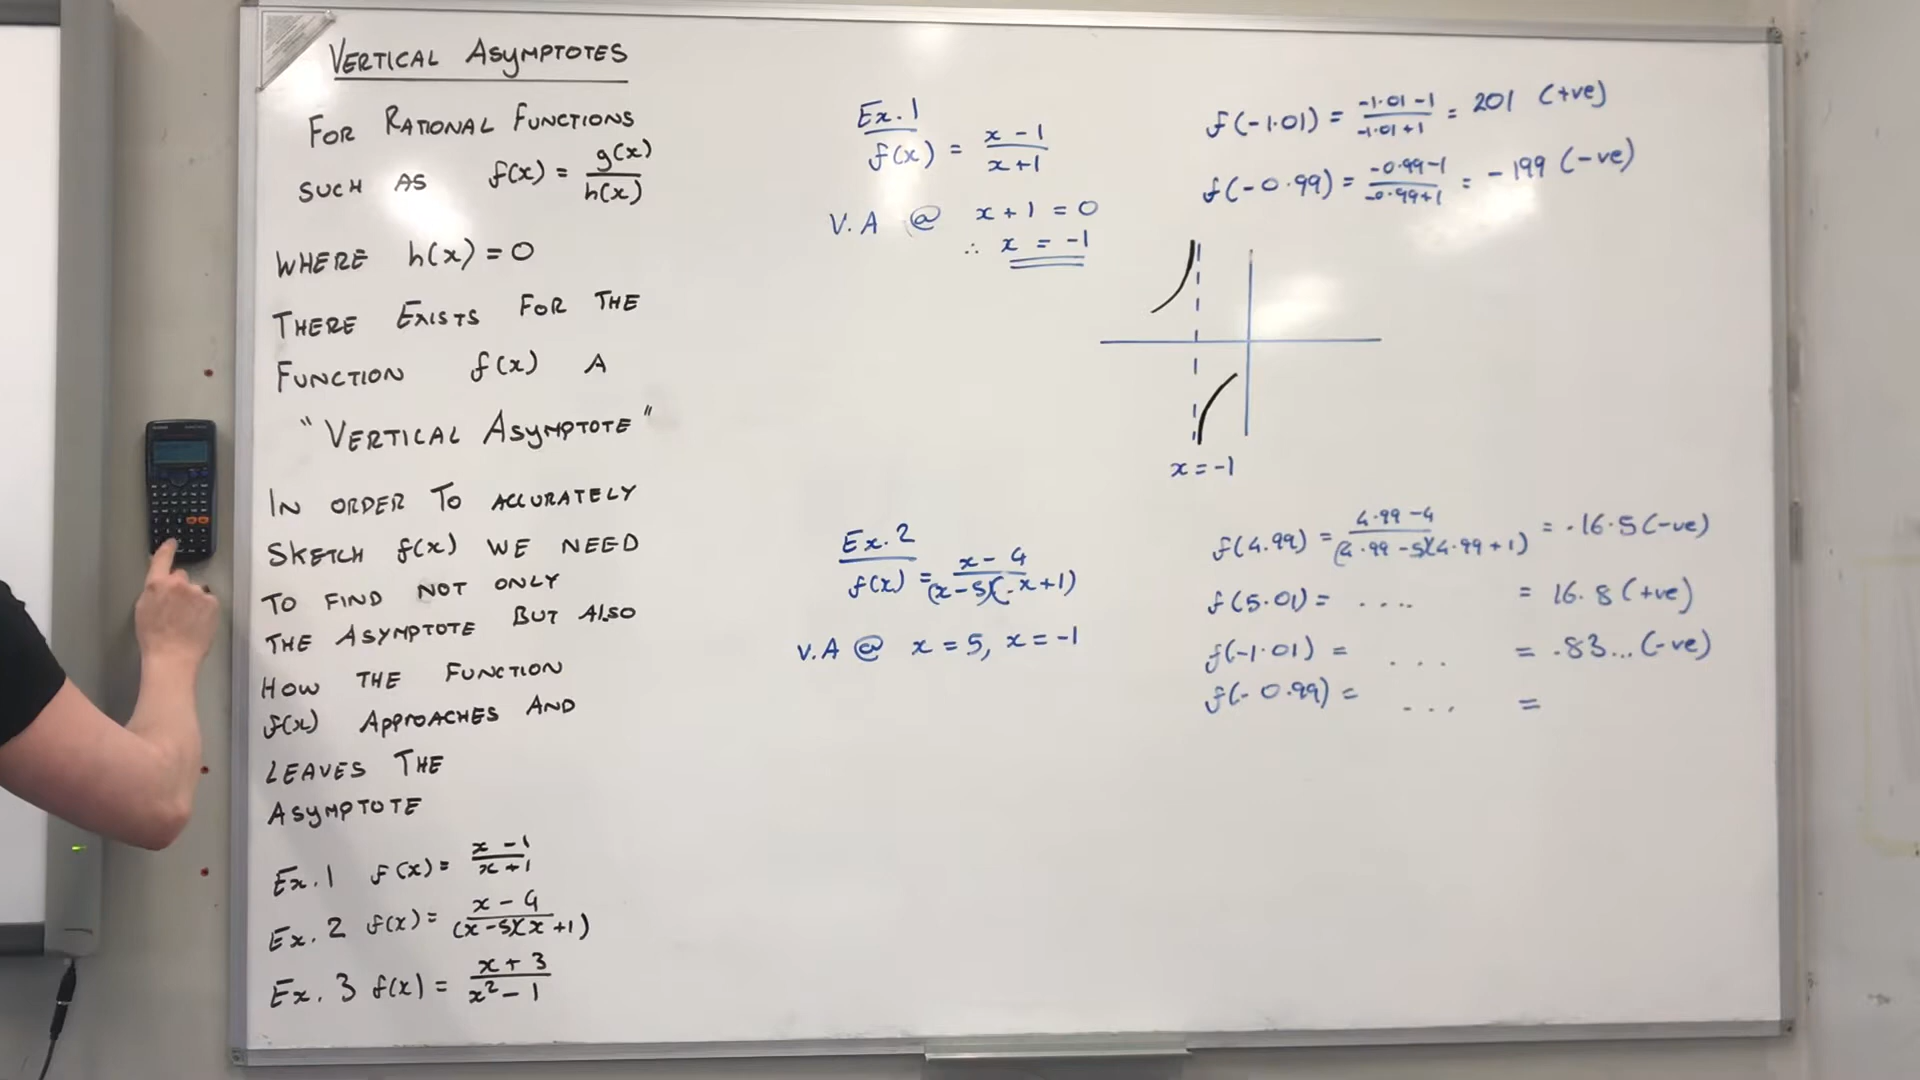 VERTICAL ASYMPTOTES
FOR RATIONAL FUNCTIONS
SUCH AS f(x) = g(x)/h(x)
WHERE h(x) = 0
THERE EXISTS FOR THE
FUNCTION f(x) A
"VERTICAL ASYMPTOTE"
IN ORDER TO ACCURATELY
SKETCH f(x) WE NEED
TO FIND NOT ONLY
THE ASYMPTOTE BUT ALSO
HOW THE FUNCTION
f(x) APPROACHES AND
LEAVES THE
ASYMPTOTE
Ex. 1 f(x) = x - 1/x + 1
Ex. 2 f(x) = x - 4/(x - 5)(x + 1)
Ex. 3 f(x) = x + 3/x² - 1
Ex. 1
f(x) = x - 1/x + 1
V.A @ x + 1 = 0
∴ x = -1
f(-1.01) = -1.01 - 1/-1.01 + 1 = 201 (+ve)
f(-0.99) = -0.99 - 1/-0.99 + 1 = -199 (-ve)
x = -1
Ex. 2
f(x) = x - 4/(x - 5)(x + 1)
V.A @ x = 5, x = -1
f(4.99) = 4.99 - 4/(4.99 - 5)(4.99 + 1) = -16.5 (-ve)
f(5.01) = .... = 16.8 (+ve)
f(-1.01) = ... = -83... (-ve)
f(-0.99) = ... =